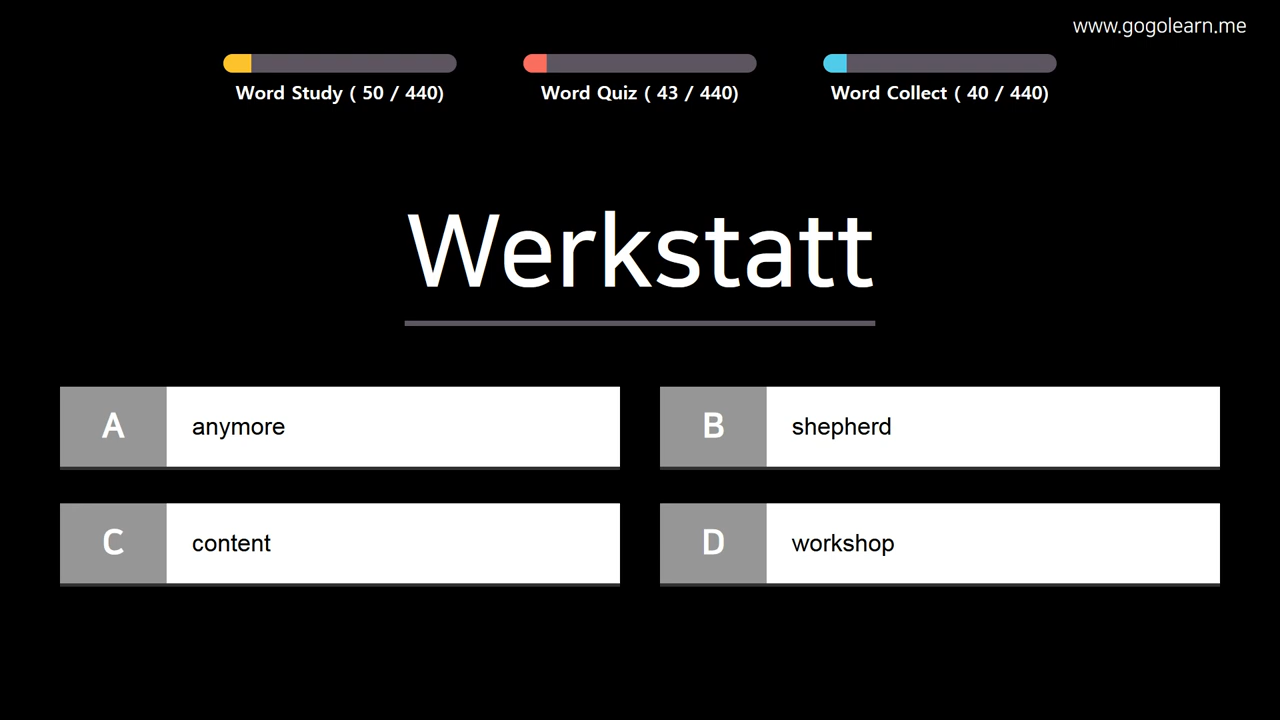 www.gogolearn.me
Word Study ( 50 / 440)
Word Quiz ( 43 / 440)
Word Collect ( 40 / 440)
Werkstatt
A anymore
B shepherd
C content
D workshop